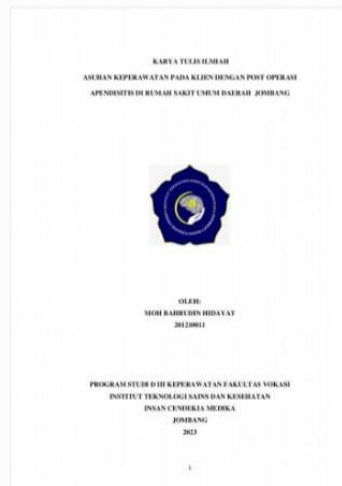 KARYA TULIS ILMIAH
ASUHAN KEPERAWATAN PADA KLIEN DENGAN POST OPERASI
APENDISITIS DI RUMAH SAKIT UMUM DAERAH JOMBANG
OLEH:
MOH BAHRUDIN HIDAYAT
201210011
PROGRAM STUDI D III KEPERAWATAN FAKULTAS VOKASI
INSTITUT TEKNOLOGI SAINS DAN KESEHATAN
INSAN CENDEKIA MEDIKA
JOMBANG
2023